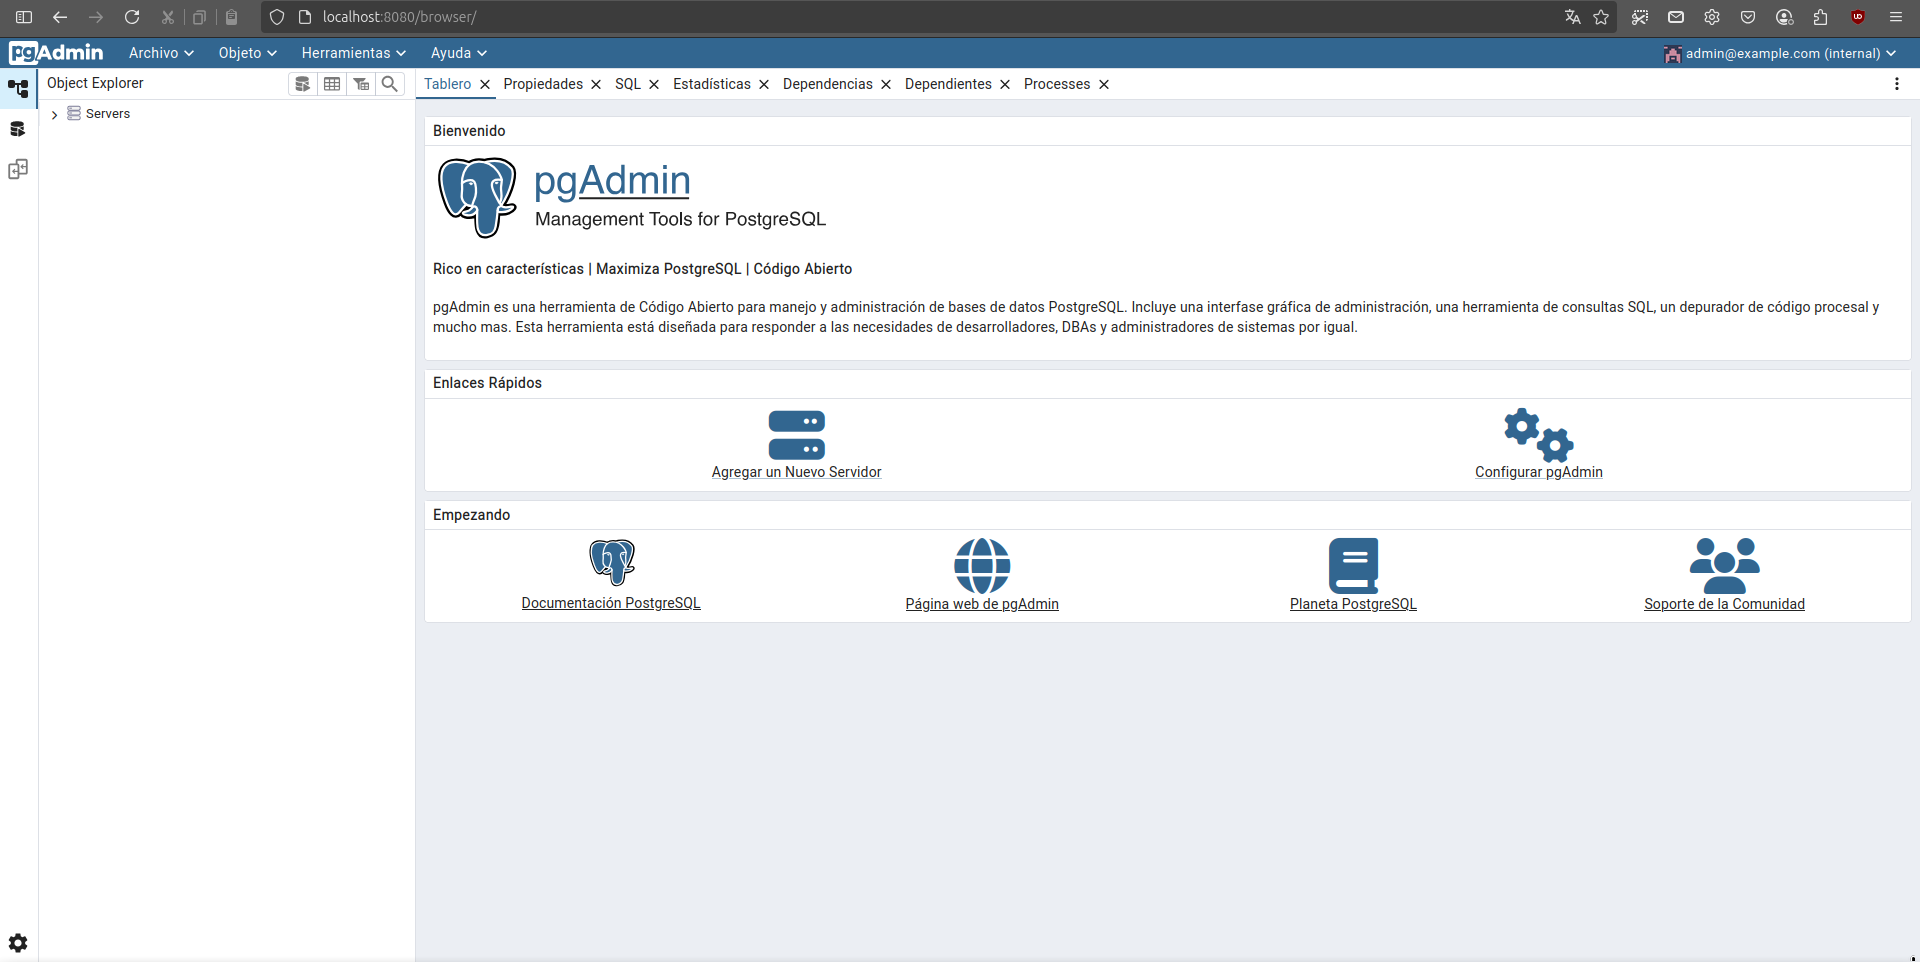 localhost:8080/browser/
pgAdmin Archivo Objeto Herramientas Ayuda admin@example.com (internal)
Object Explorer
Tablero Propiedades SQL Estadísticas Dependencias Dependientes Processes
Servers
Bienvenido
pgAdmin
Management Tools for PostgreSQL
Rico en características | Maximiza PostgreSQL | Código Abierto
pgAdmin es una herramienta de Código Abierto para manejo y administración de bases de datos PostgreSQL. Incluye una interfase gráfica de administración, una herramienta de consultas SQL, un depurador de código procesal y
mucho mas. Esta herramienta está diseñada para responder a las necesidades de desarrolladores, DBAs y administradores de sistemas por igual.
Enlaces Rápidos
Agregar un Nuevo Servidor Configurar pgAdmin
Empezando
Documentación PostgreSQL Página web de pgAdmin Planeta PostgreSQL Soporte de la Comunidad